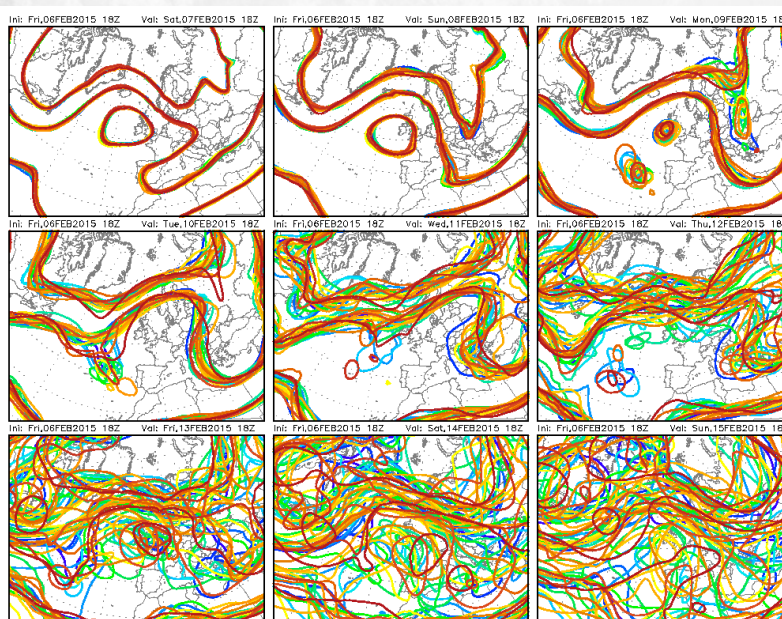 Ini: Fri,06FEB2015 18Z Val: Sat,07FEB2015 18Z
Ini: Fri,06FEB2015 18Z Val: Sun,08FEB2015 18Z
Ini: Fri,06FEB2015 18Z Val: Mon,09FEB2015 18
Ini: Fri,06FEB2015 18Z Val: Tue,10FEB2015 18Z
Ini: Fri,06FEB2015 18Z Val: Wed,11FEB2015 18Z
Ini: Fri,06FEB2015 18Z Val: Thu,12FEB2015 18
Ini: Fri,06FEB2015 18Z Val: Fri,13FEB2015 18Z
Ini: Fri,06FEB2015 18Z Val: Sat,14FEB2015 18Z
Ini: Fri,06FEB2015 18Z Val: Sun,15FEB2015 18